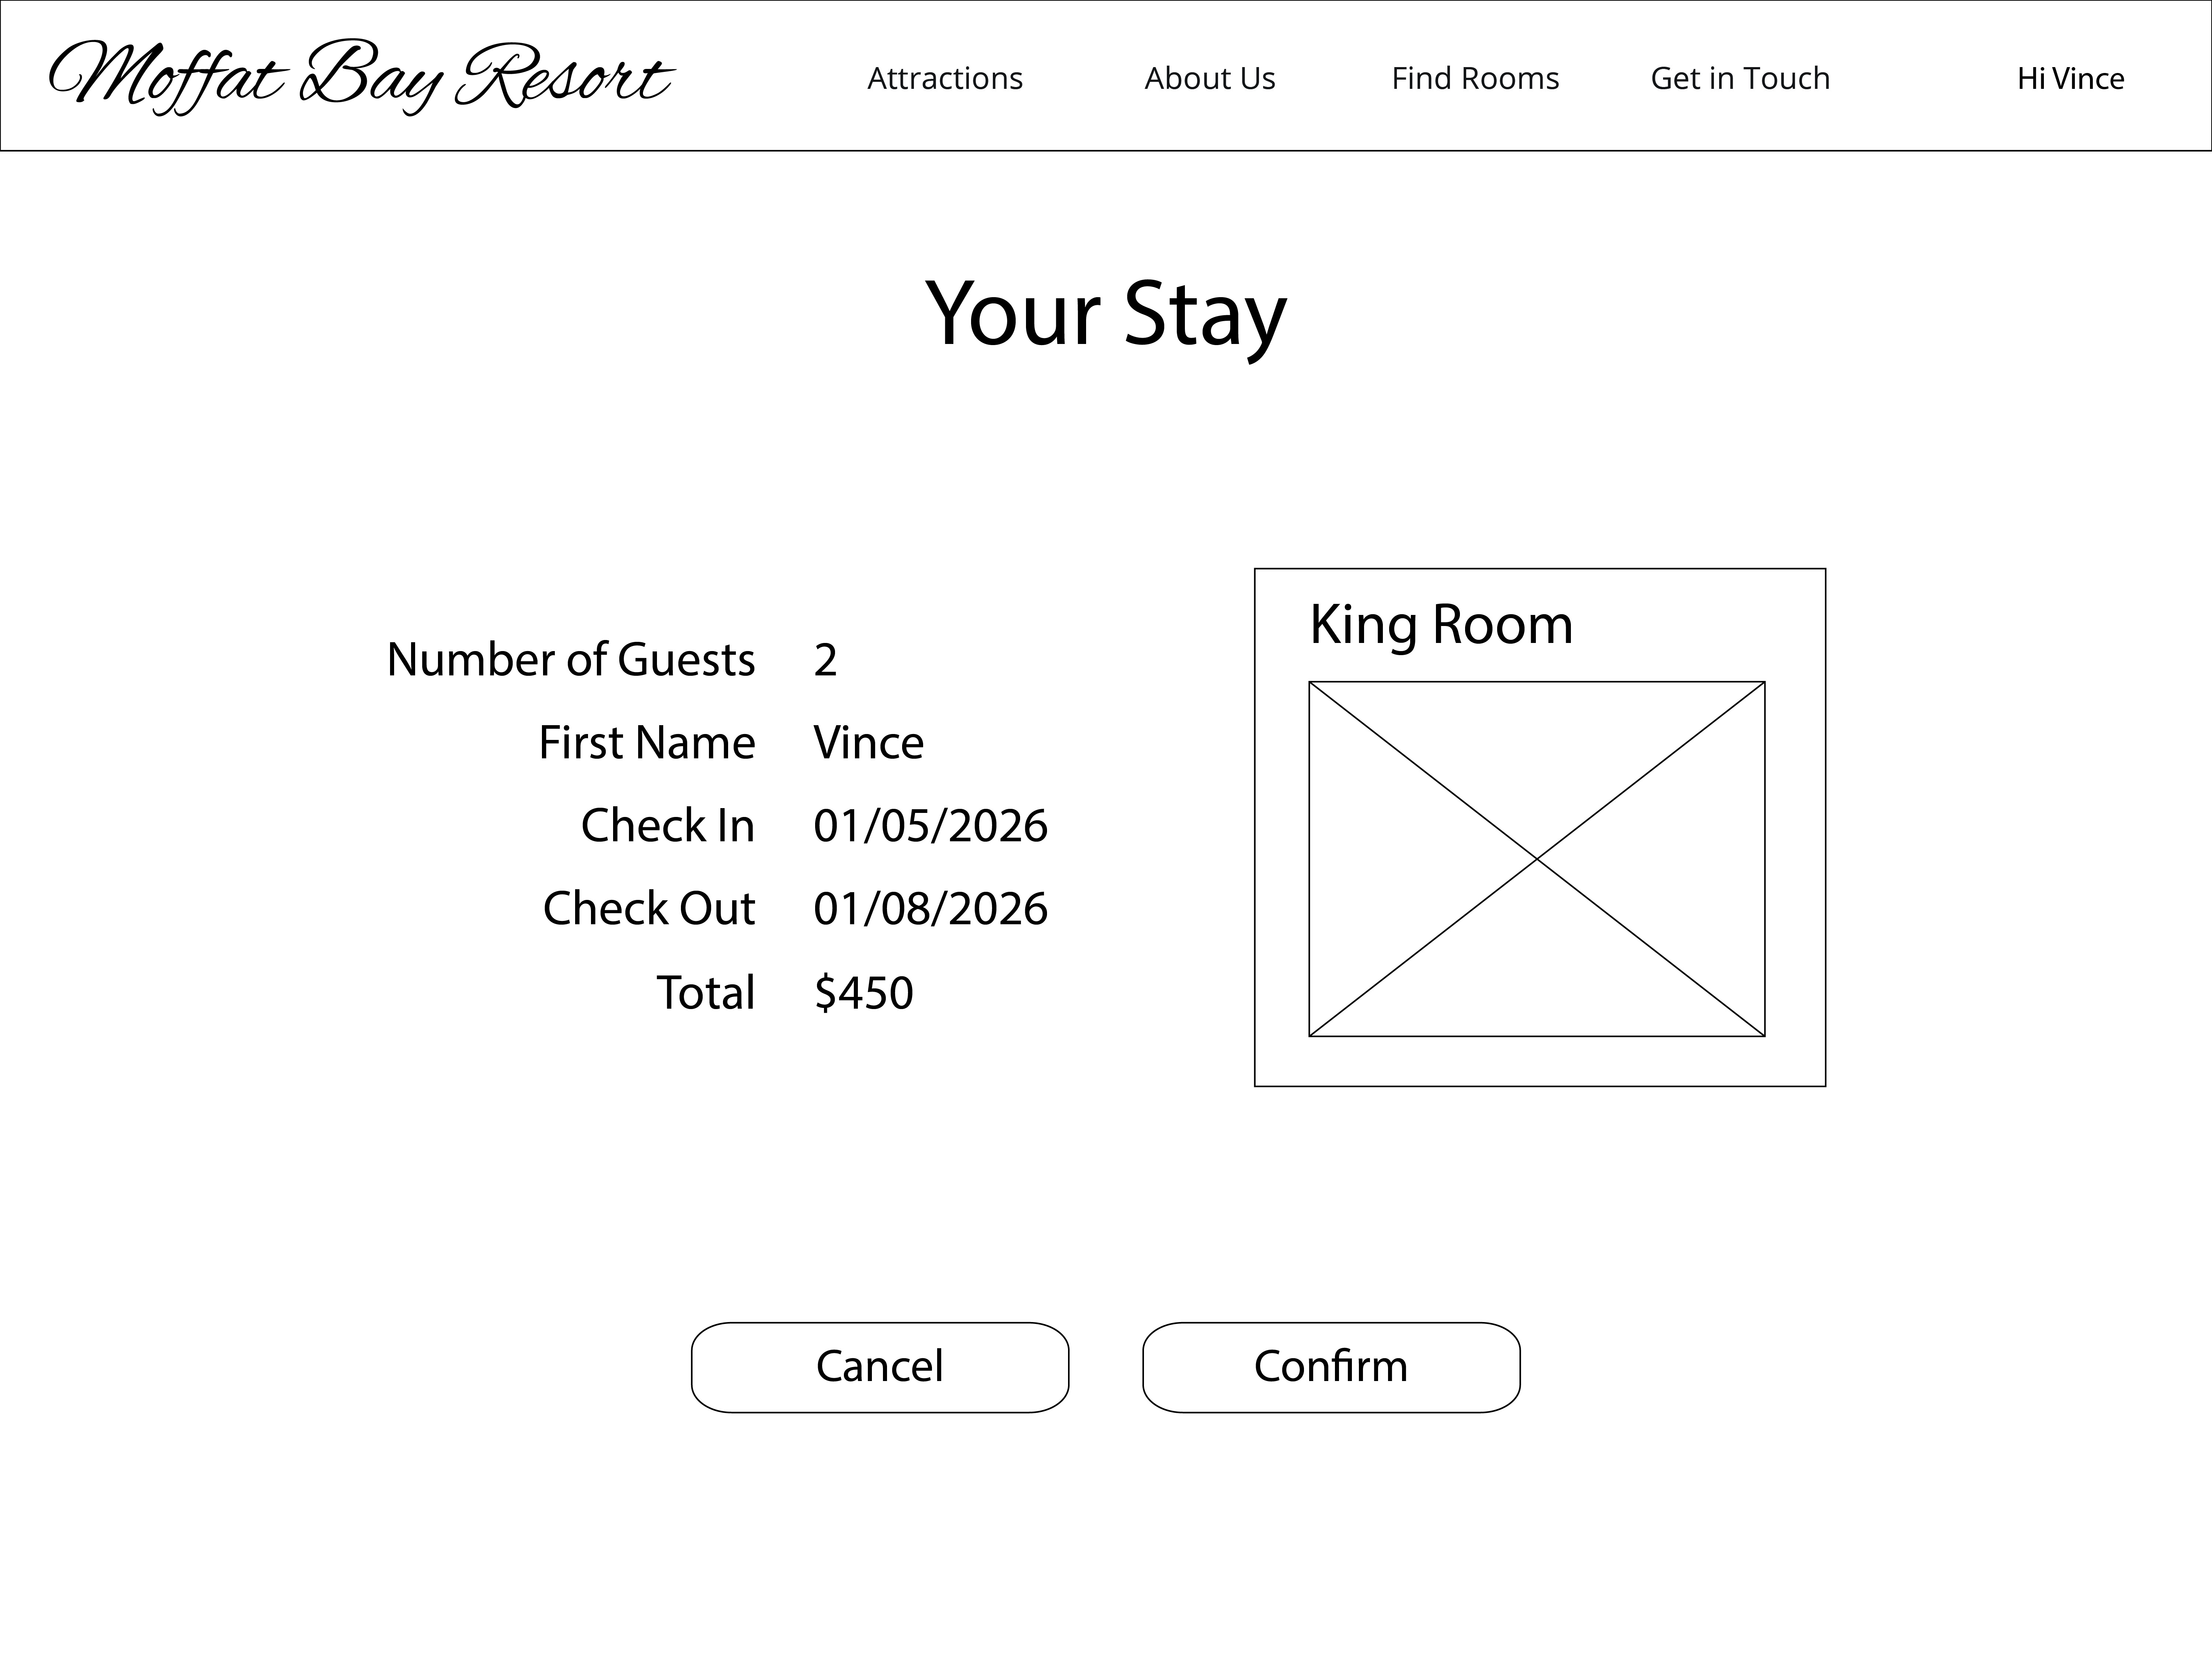 Moffat Bay Resort Attractions About Us Find Rooms Get in Touch Hi Vince
Your Stay
Number of Guests 2
First Name Vince
Check In 01/05/2026
Check Out 01/08/2026
Total $450
King Room
Cancel Confirm